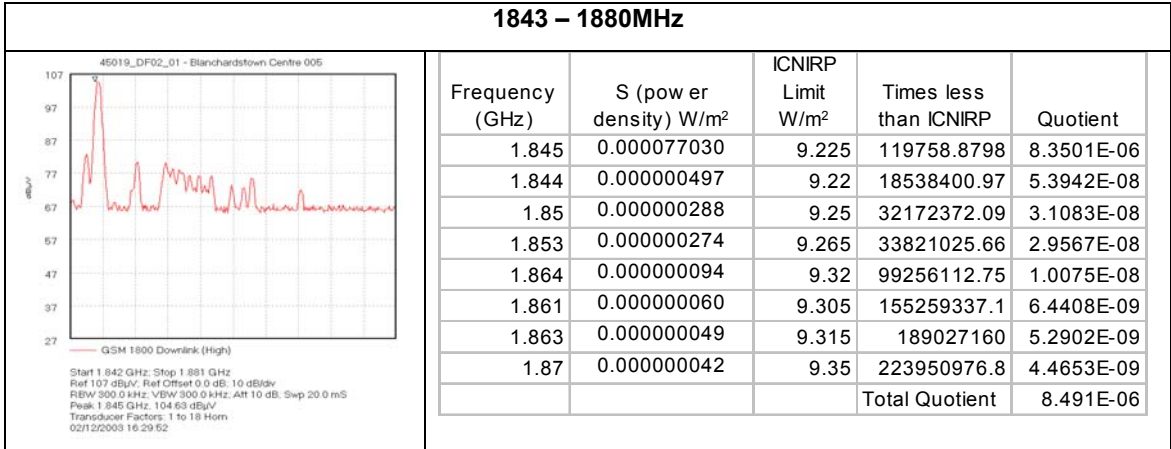 1843 – 1880MHz
45019_DF02_01 - Blanchardstown Centre 005
107
97
87
77
67
57
47
37
27
dBµV
GSM 1800 Downlink (High)
Start 1.842 GHz; Stop 1.881 GHz
Ref 107 dBµV; Ref Offset 0.0 dB; 10 dB/div
RBW 300.0 kHz; VBW 300.0 kHz; Att 10 dB; Swp 20.0 mS
Peak 1.845 GHz, 104.63 dBµV
Transducer Factors: 1 to 18 Horn
02/12/2003 16:29:52
Frequency (GHz) S (pow er density) W/m² ICNIRP Limit W/m² Times less than ICNIRP Quotient
1.845 0.000077030 9.225 119758.8798 8.3501E-06
1.844 0.000000497 9.22 18538400.97 5.3942E-08
1.85 0.000000288 9.25 32172372.09 3.1083E-08
1.853 0.000000274 9.265 33821025.66 2.9567E-08
1.864 0.000000094 9.32 99256112.75 1.0075E-08
1.861 0.000000060 9.305 155259337.1 6.4408E-09
1.863 0.000000049 9.315 189027160 5.2902E-09
1.87 0.000000042 9.35 223950976.8 4.4653E-09
Total Quotient 8.491E-06